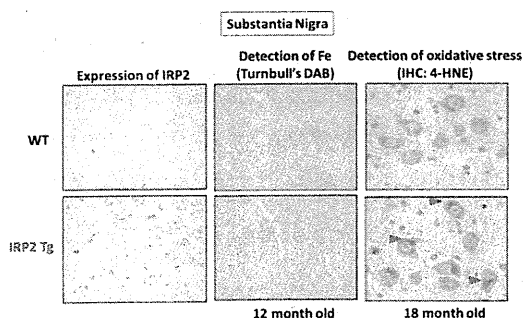 Substantia Nigra
Expression of IRP2
Detection of Fe
(Turnbull's DAB)
Detection of oxidative stress
(IHC: 4-HNE)
WT
IRP2 Tg
12 month old
18 month old